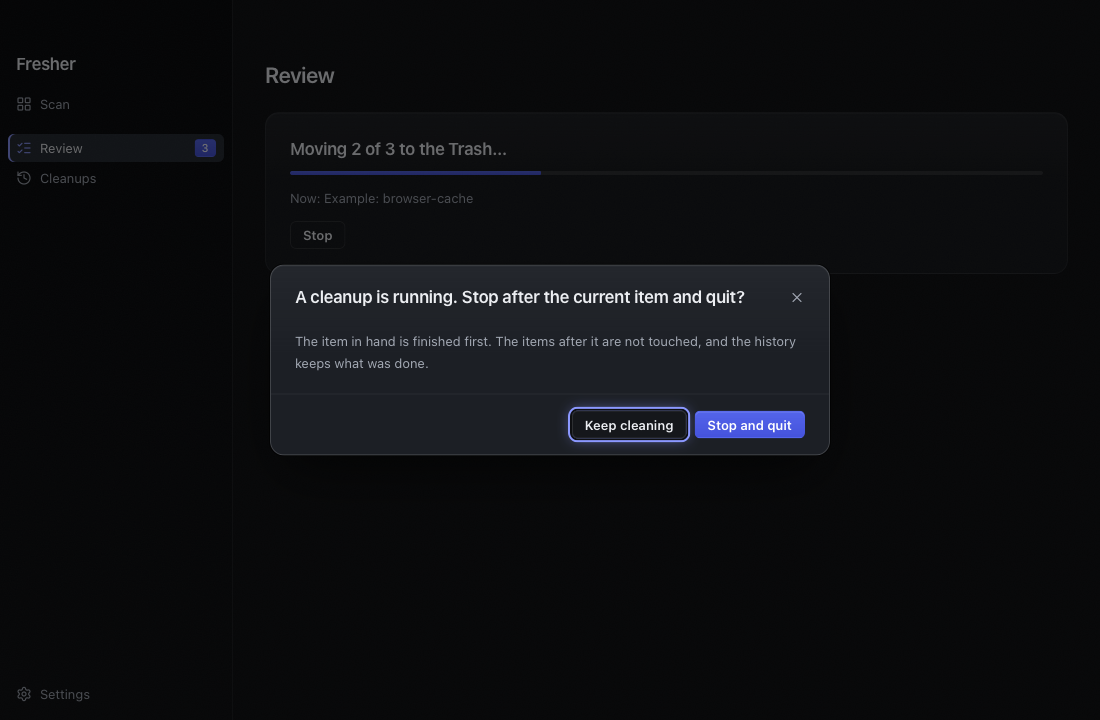 Fresher
Scan
Review 3
Cleanups
Settings
Review
Moving 2 of 3 to the Trash...
Now: Example: browser-cache
Stop
A cleanup is running. Stop after the current item and quit?
The item in hand is finished first. The items after it are not touched, and the history
keeps what was done.
Keep cleaning Stop and quit